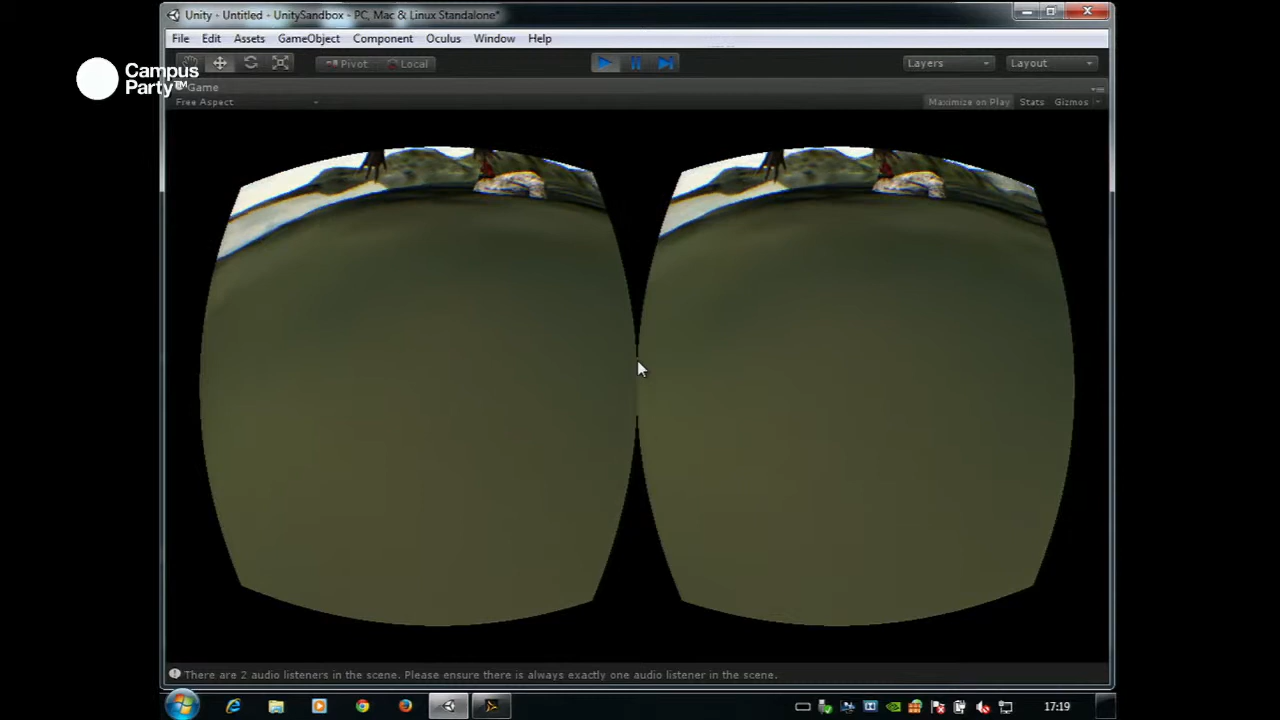 Unity - Untitled - UnitySandbox - PC, Mac & Linux Standalone*
File Edit Assets GameObject Component Oculus Window Help
Pivot Local Layers Layout
Campus
Party™
Game
Free Aspect Maximize on Play Stats Gizmos
There are 2 audio listeners in the scene. Please ensure there is always exactly one audio listener in the scene.
17:19